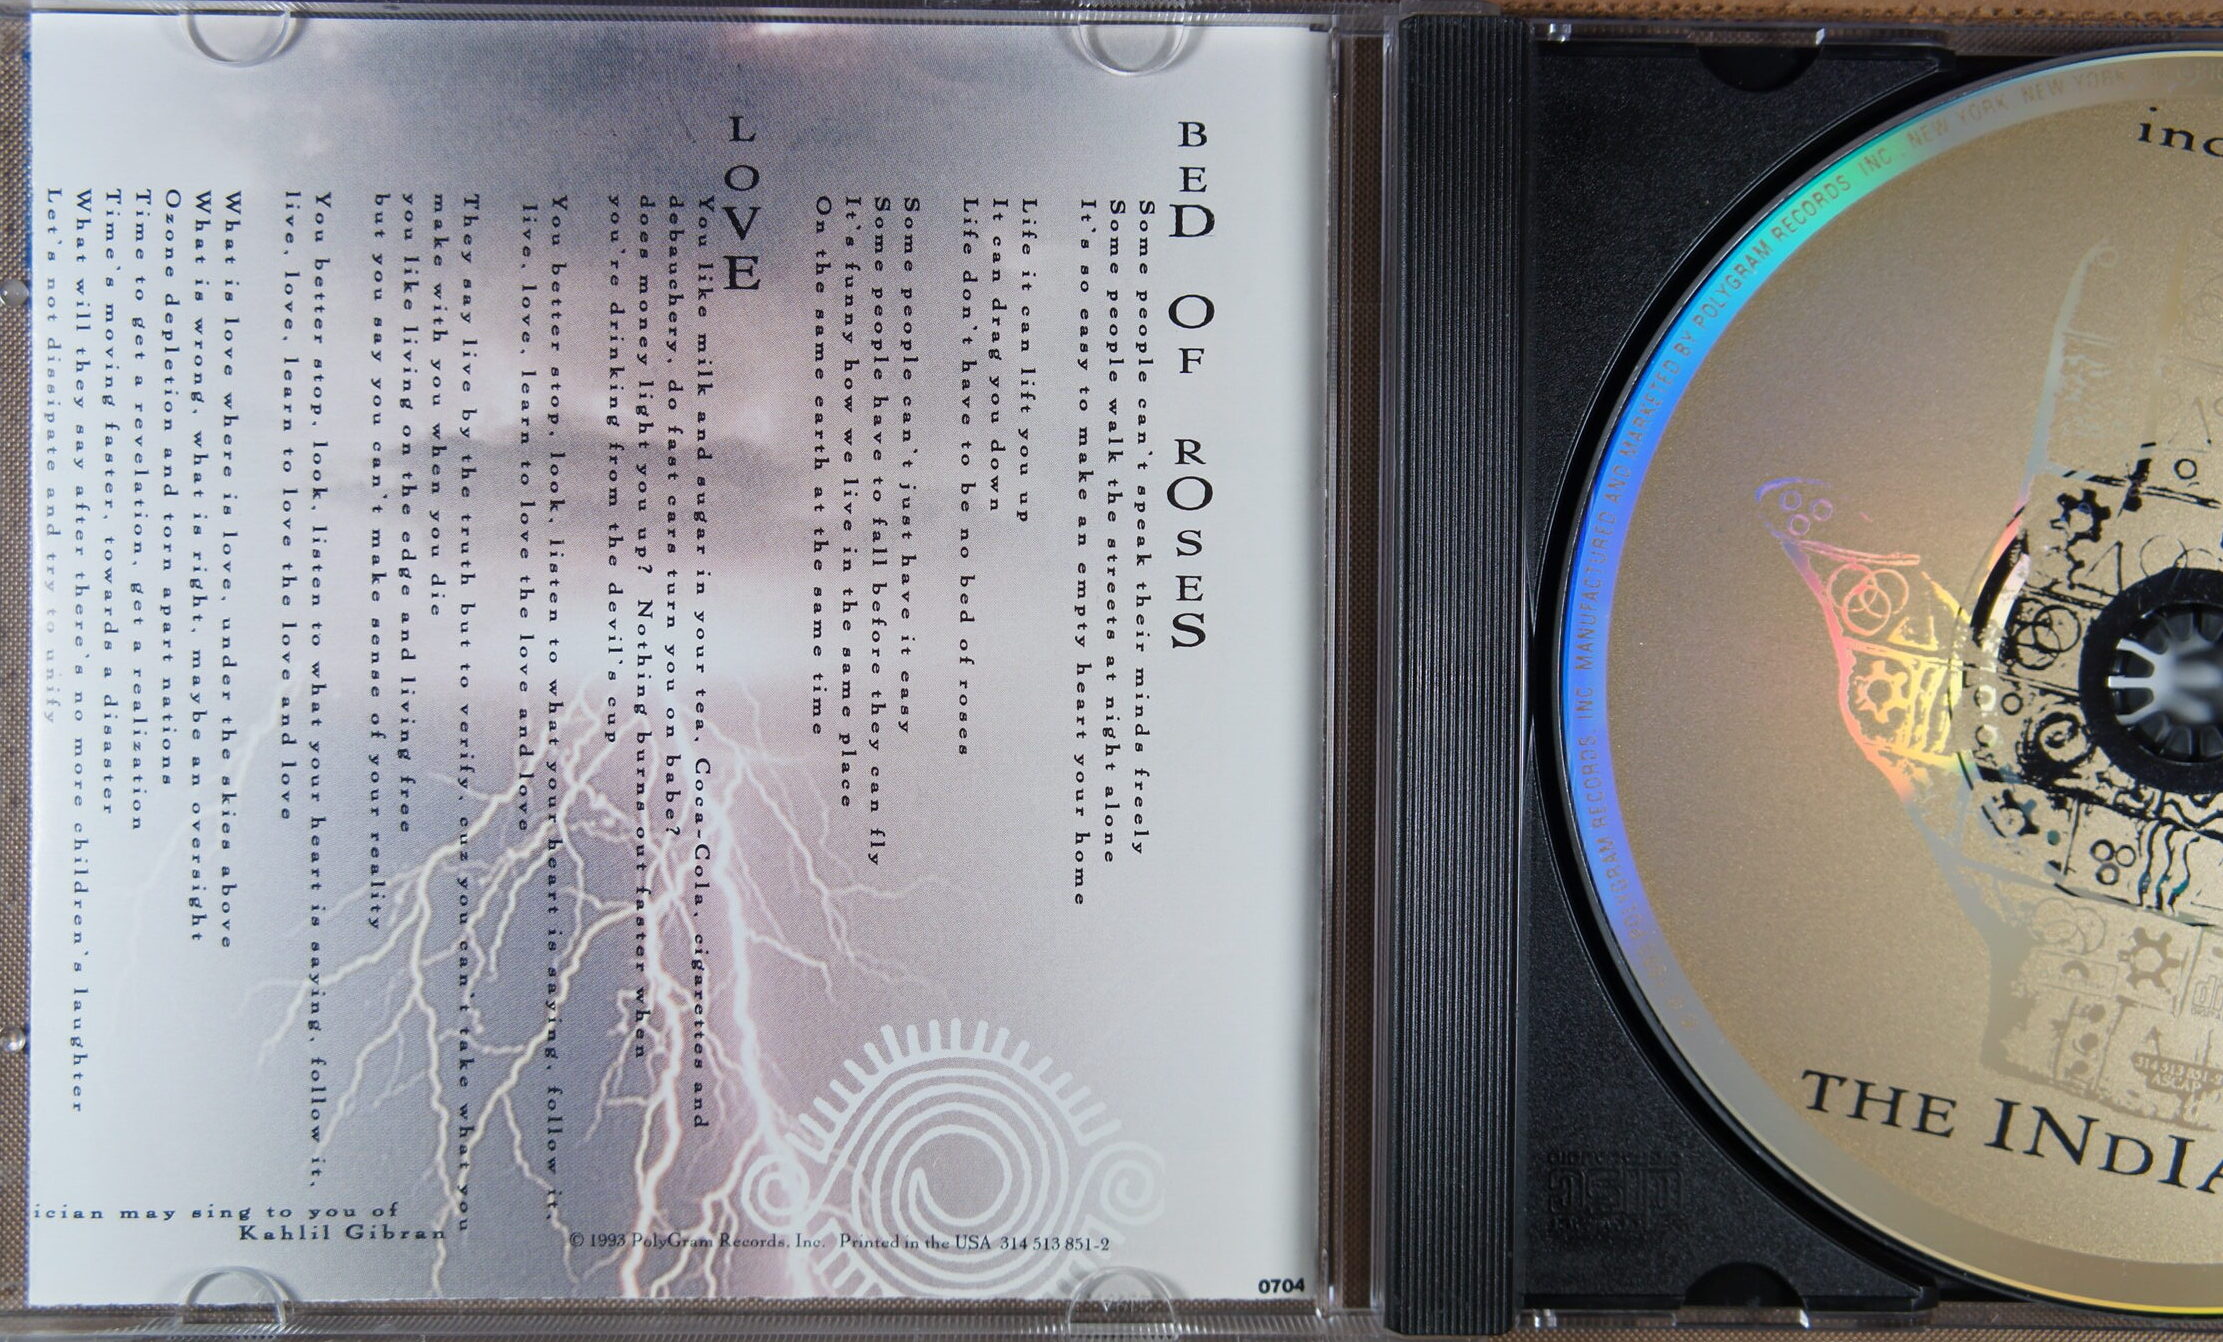 BED OF ROSES
Some people can't speak their minds freely
Some people walk the streets at night alone
It's so easy to make an empty heart your home
Life it can lift you up
It can drag you down
Life don't have to be no bed of roses
Some people can't just have it easy
Some people have to fall before they can fly
It's funny how we live in the same place
On the same earth at the same time
LOVE
You like milk and sugar in your tea, Coca-Cola, cigarettes and
debauchery, do fast cars turn you on babe?
does money light you up? Nothing burns out faster when
you're drinking from the devil's cup
You better stop, look, listen to what your heart is saying, follow it,
live, love, learn to love the love and love
They say live by the truth but to verify, cuz you can't take what you
make with you when you die
you like living on the edge and living free
but you say you can't make sense of your reality
You better stop, look, listen to what your heart is saying, follow it,
live, love, learn to love the love and love
What is love where is love, under the skies above
What is wrong, what is right, maybe an oversight
Ozone depletion and torn apart nations
Time to get a revelation, get a realization
Time's moving faster, towards a disaster
What will they say after there's no more children's laughter
Let's not dissipate and try to unify
ician may sing to you of
Kahlil Gibran
© 1993 PolyGram Records, Inc. Printed in the USA 314 513 851-2
0704
POLYGRAM RECORDS INC. MANUFACTURED AND MARKETED BY POLYGRAM RECORDS INC. NEW YORK, NEW YORK
inc
314 513 851-2
ASCAP
THE INdIA